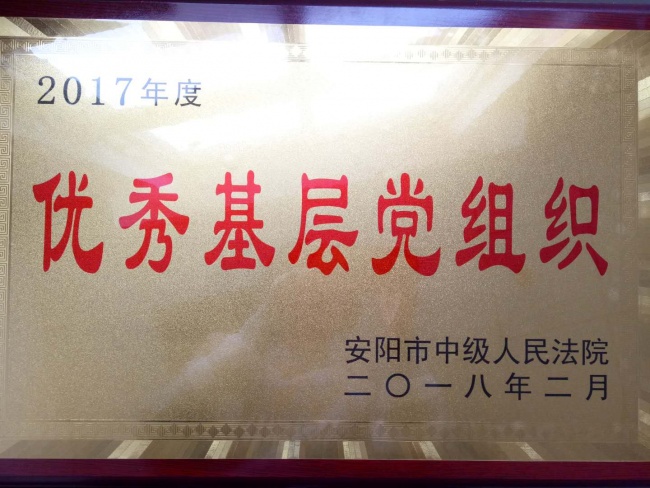 2017年度
优秀基层党组织
安阳市中级人民法院
二〇一八年二月